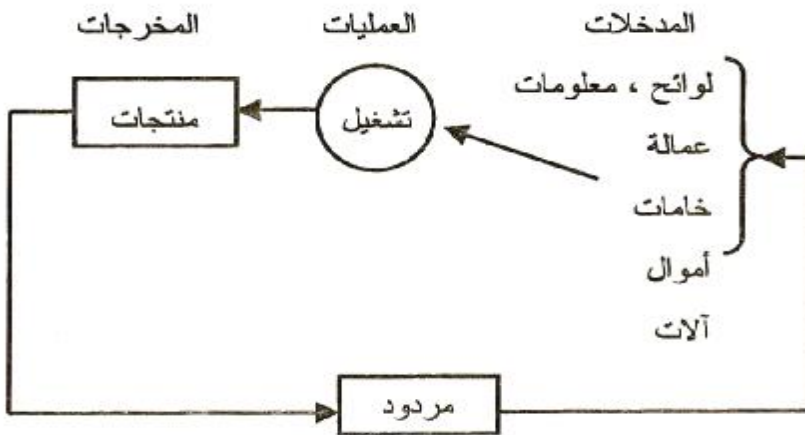 المدخلات
العمليات
المخرجات
لوائح ، معلومات
عمالة
خامات
أموال
آلات
تشغيل
منتجات
مردود